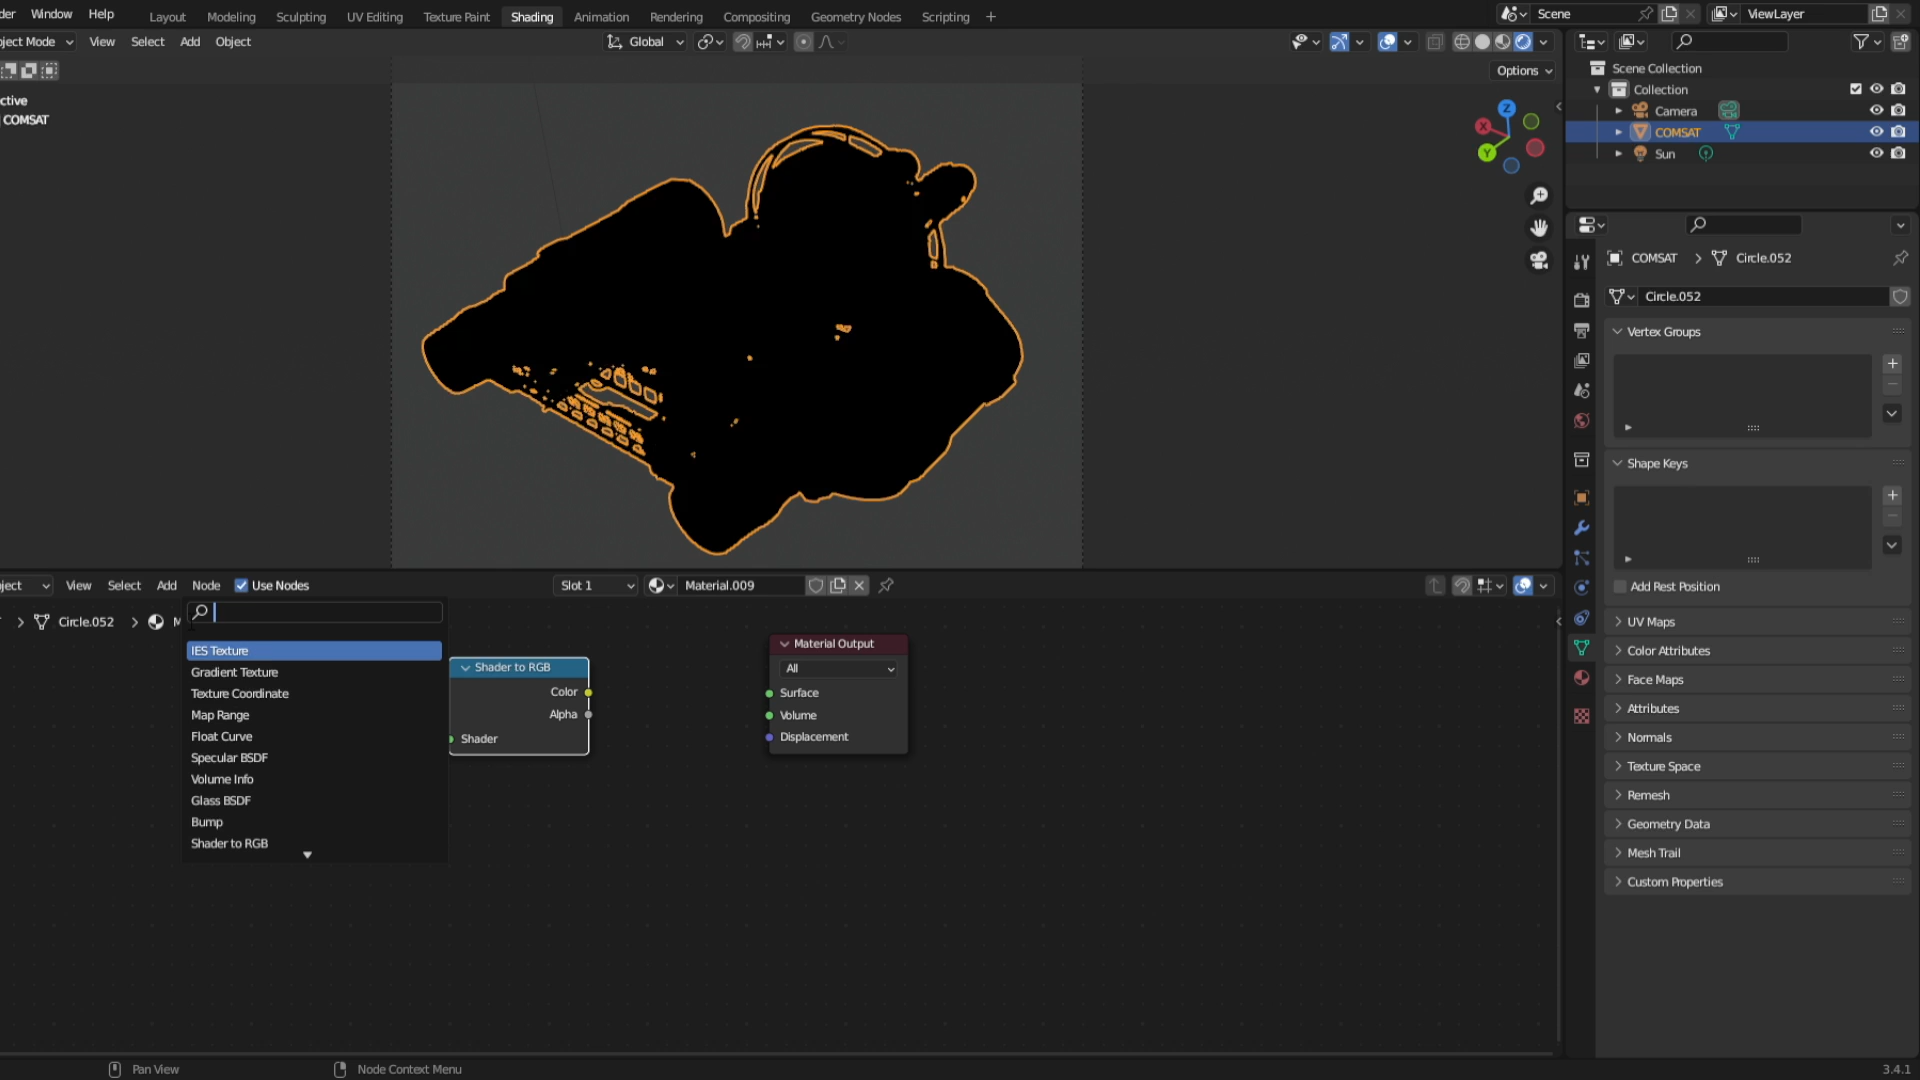 der Window Help
Layout Modeling Sculpting UV Editing Texture Paint Shading Animation Rendering Compositing Geometry Nodes Scripting +
Scene
ViewLayer
ject Mode View Select Add Object
Global
Options
ctive
COMSAT
X
Y
Z
Scene Collection
Collection
Camera
COMSAT
Sun
COMSAT > Circle.052
Circle.052
Vertex Groups
Shape Keys
Add Rest Position
UV Maps
Color Attributes
Face Maps
Attributes
Normals
Texture Space
Remesh
Geometry Data
Mesh Trail
Custom Properties
ject View Select Add Node Use Nodes
Slot 1
Material.009
> Circle.052 > M
IES Texture
Gradient Texture
Texture Coordinate
Map Range
Float Curve
Specular BSDF
Volume Info
Glass BSDF
Bump
Shader to RGB
Shader to RGB
Color
Alpha
Shader
Material Output
All
Surface
Volume
Displacement
Pan View
Node Context Menu
3.4.1